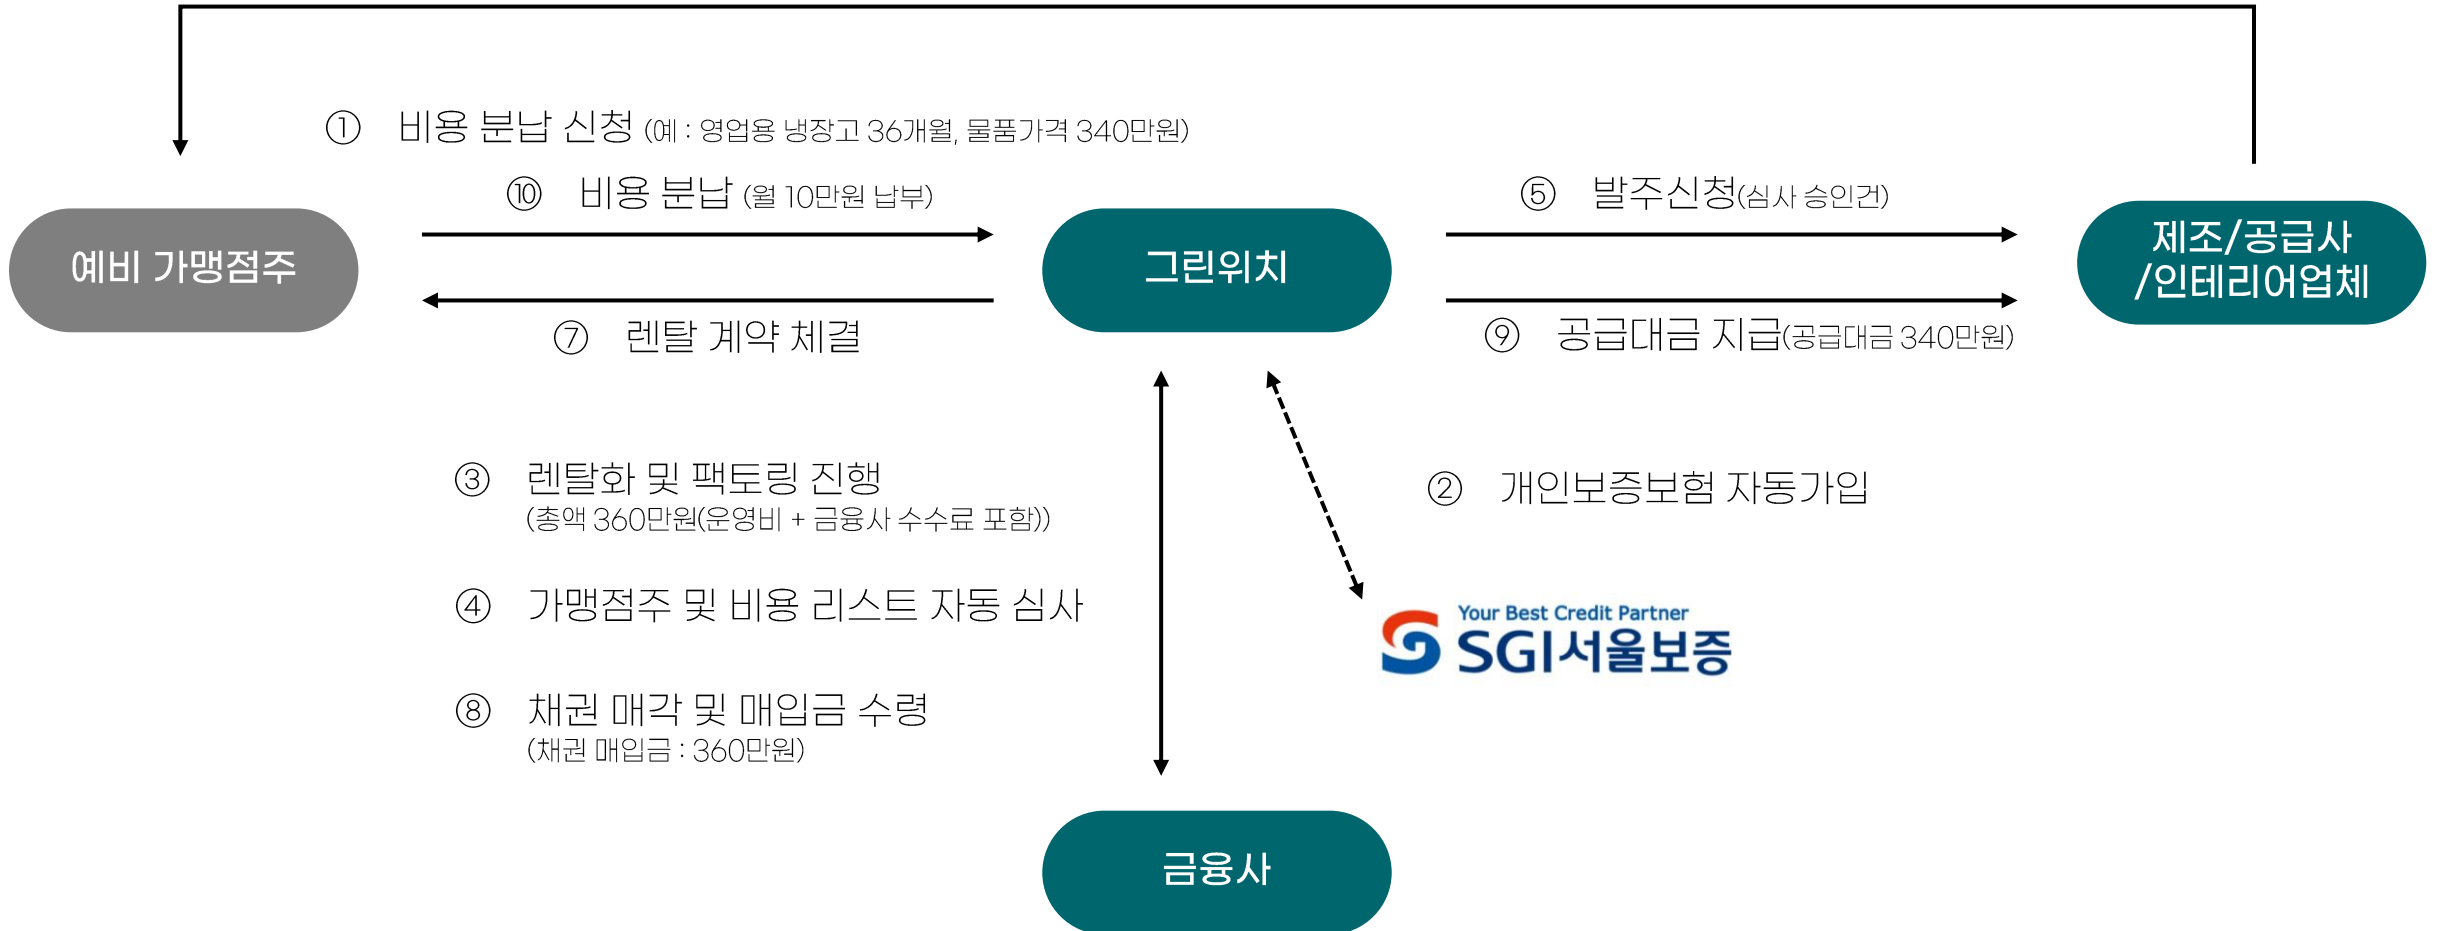 ① 비용 분납 신청 (예 : 영업용 냉장고 36개월, 물품가격 340만원)
⑩ 비용 분납 (월 10만원 납부)
⑤ 발주신청(심사 승인건)
예비 가맹점주
그린위치
제조/공급사
/인테리어업체
⑦ 렌탈 계약 체결
⑨ 공급대금 지급(공급대금 340만원)
③ 렌탈화 및 팩토링 진행
(총액 360만원(운영비 + 금융사 수수료 포함))
② 개인보증보험 자동가입
④ 가맹점주 및 비용 리스트 자동 심사
Your Best Credit Partner
SGI서울보증
⑧ 채권 매각 및 매입금 수령
(채권 매입금 : 360만원)
금융사